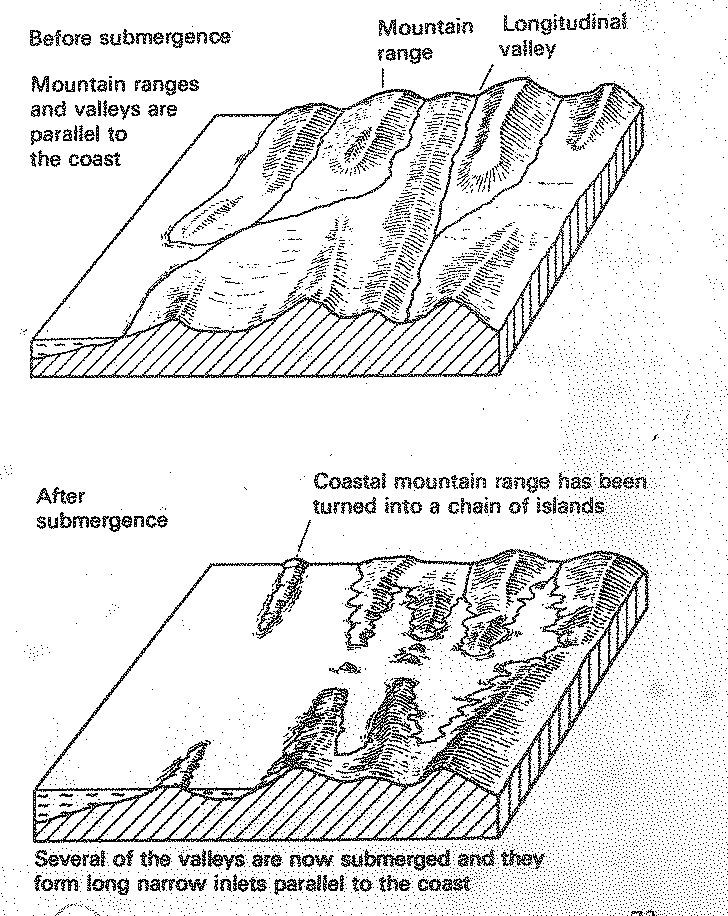 Before submergence
Mountain
range
Longitudinal
valley
Mountain ranges
and valleys are
parallel to
the coast
After
submergence
Coastal mountain range has been
turned into a chain of islands
Several of the valleys are now submerged and they
form long narrow inlets parallel to the coast